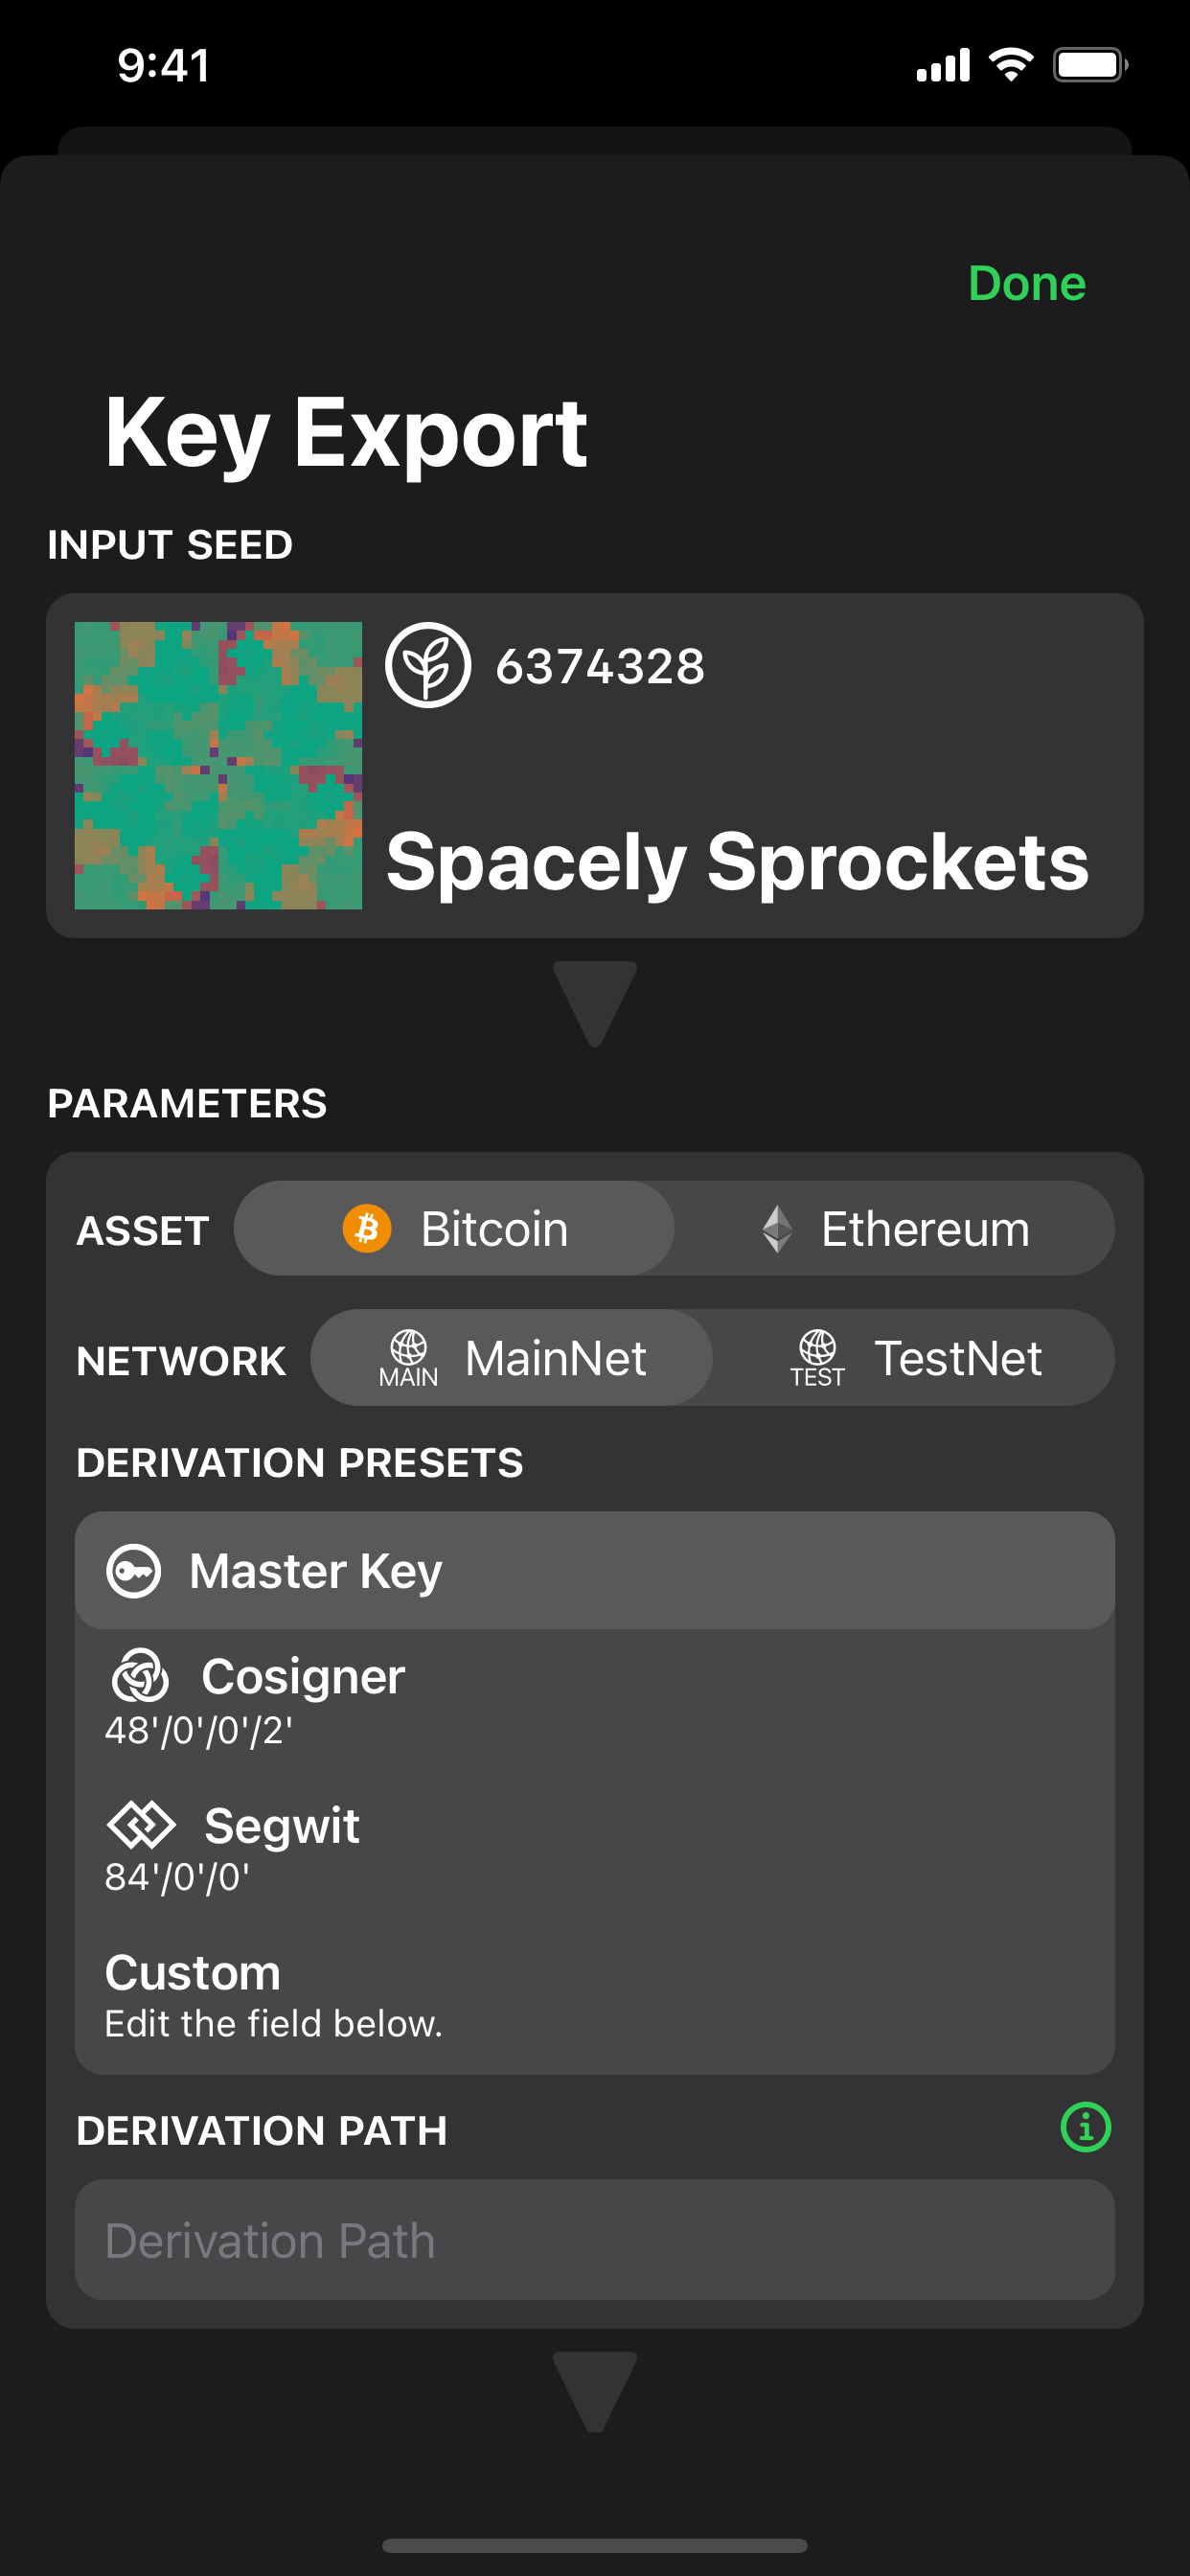 9:41
Done
Key Export
INPUT SEED
6374328
Spacely Sprockets
PARAMETERS
ASSET Bitcoin Ethereum
NETWORK MAIN MainNet TEST TestNet
DERIVATION PRESETS
Master Key
Cosigner
48'/0'/0'/2'
Segwit
84'/0'/0'
Custom
Edit the field below.
DERIVATION PATH
Derivation Path